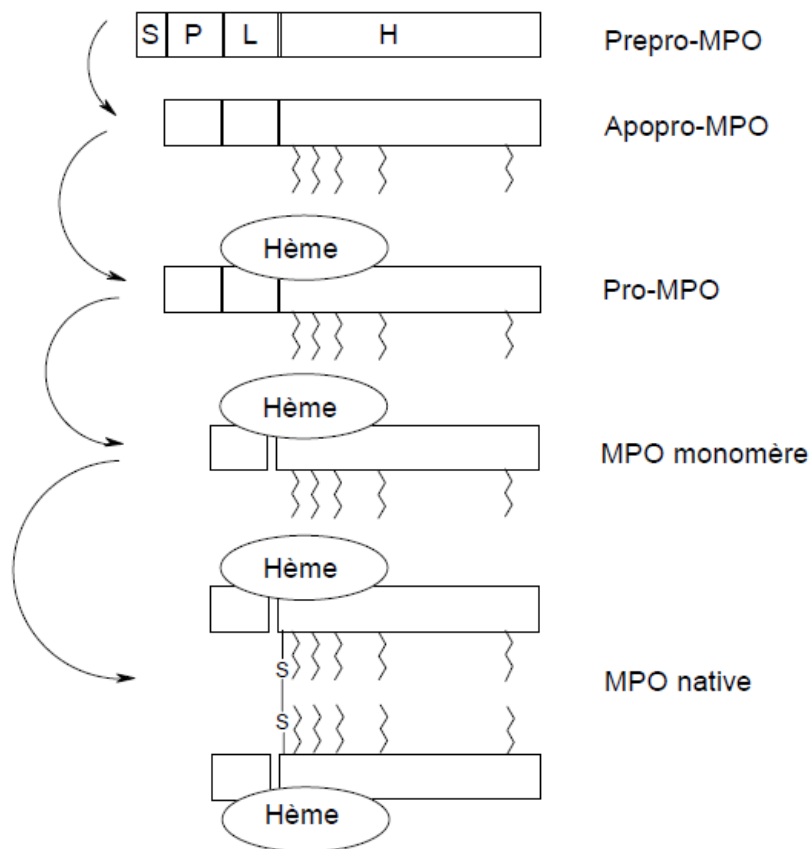 S P L H Prepro-MPO
Apopro-MPO
Hème
Pro-MPO
Hème
MPO monomère
Hème
S
MPO native
S
Hème